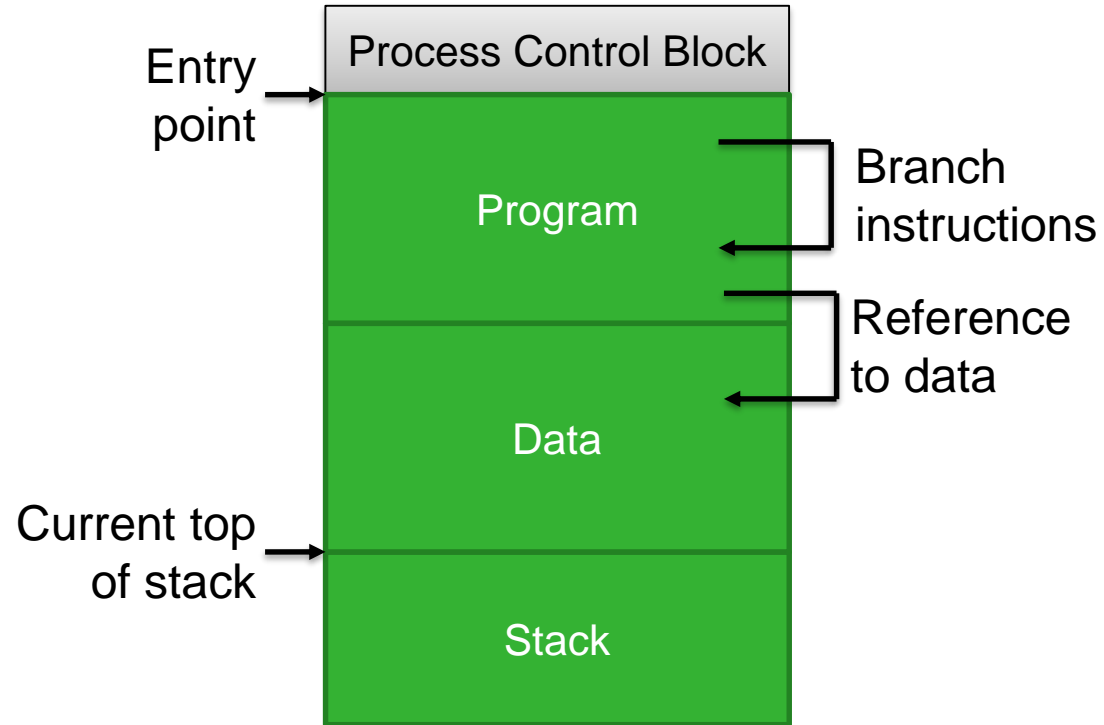 Process Control Block
Entry
point
Program
Branch
instructions
Reference
to data
Data
Current top
of stack
Stack